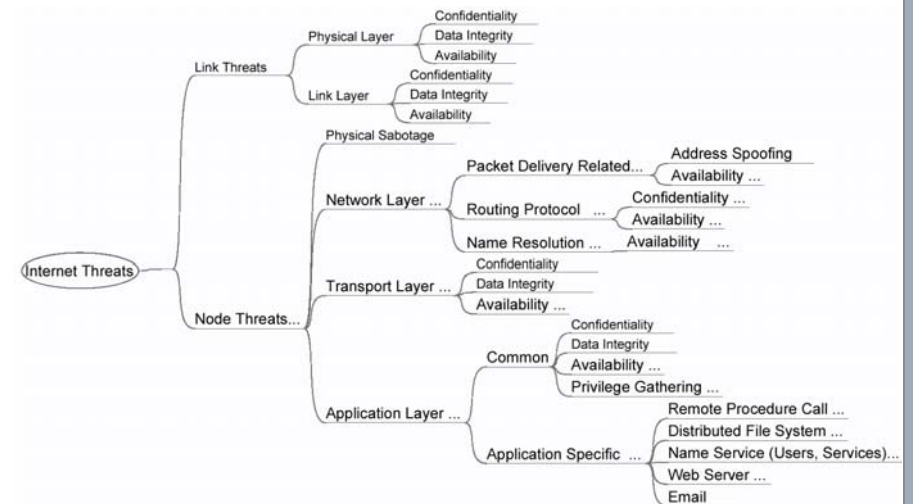 Internet Threats
Link Threats
Physical Layer
Confidentiality
Data Integrity
Availability
Link Layer
Confidentiality
Data Integrity
Availability
Node Threats...
Physical Sabotage
Network Layer ...
Packet Delivery Related...
Address Spoofing
Availability ...
Routing Protocol ...
Confidentiality ...
Availability ...
Name Resolution ...
Availability ...
Transport Layer ...
Confidentiality
Data Integrity
Availability ...
Application Layer ...
Common
Confidentiality
Data Integrity
Availability ...
Privilege Gathering ...
Application Specific ...
Remote Procedure Call ...
Distributed File System ...
Name Service (Users, Services)...
Web Server ...
Email